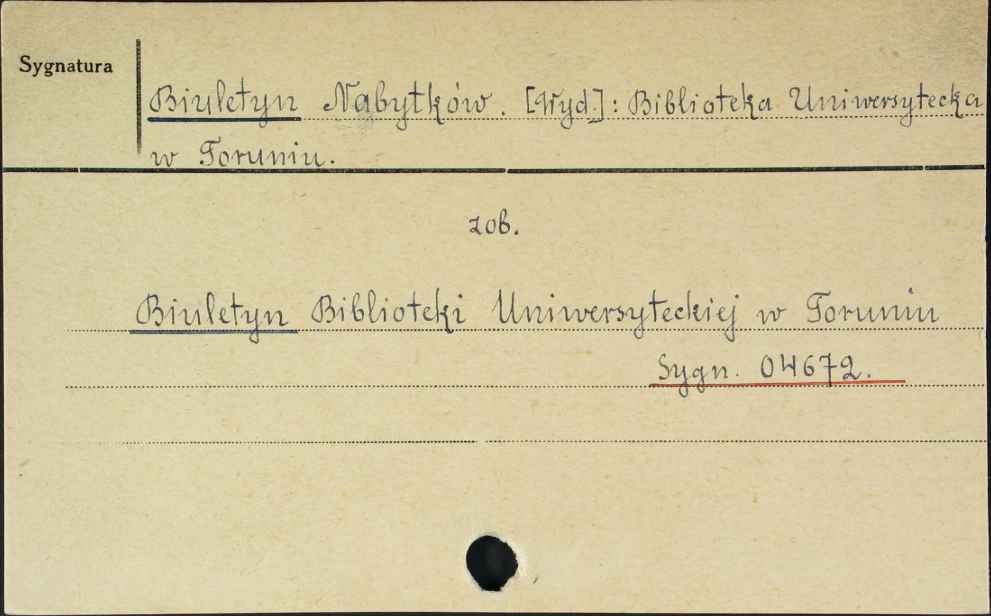 Sygnatura
Biuletyn Nabytków. [Wyd.]: Biblioteka Uniwersytecka
w Toruniu.
zob.
Biuletyn Biblioteki Uniwersyteckiej w Toruniu
Sygn. 04672.